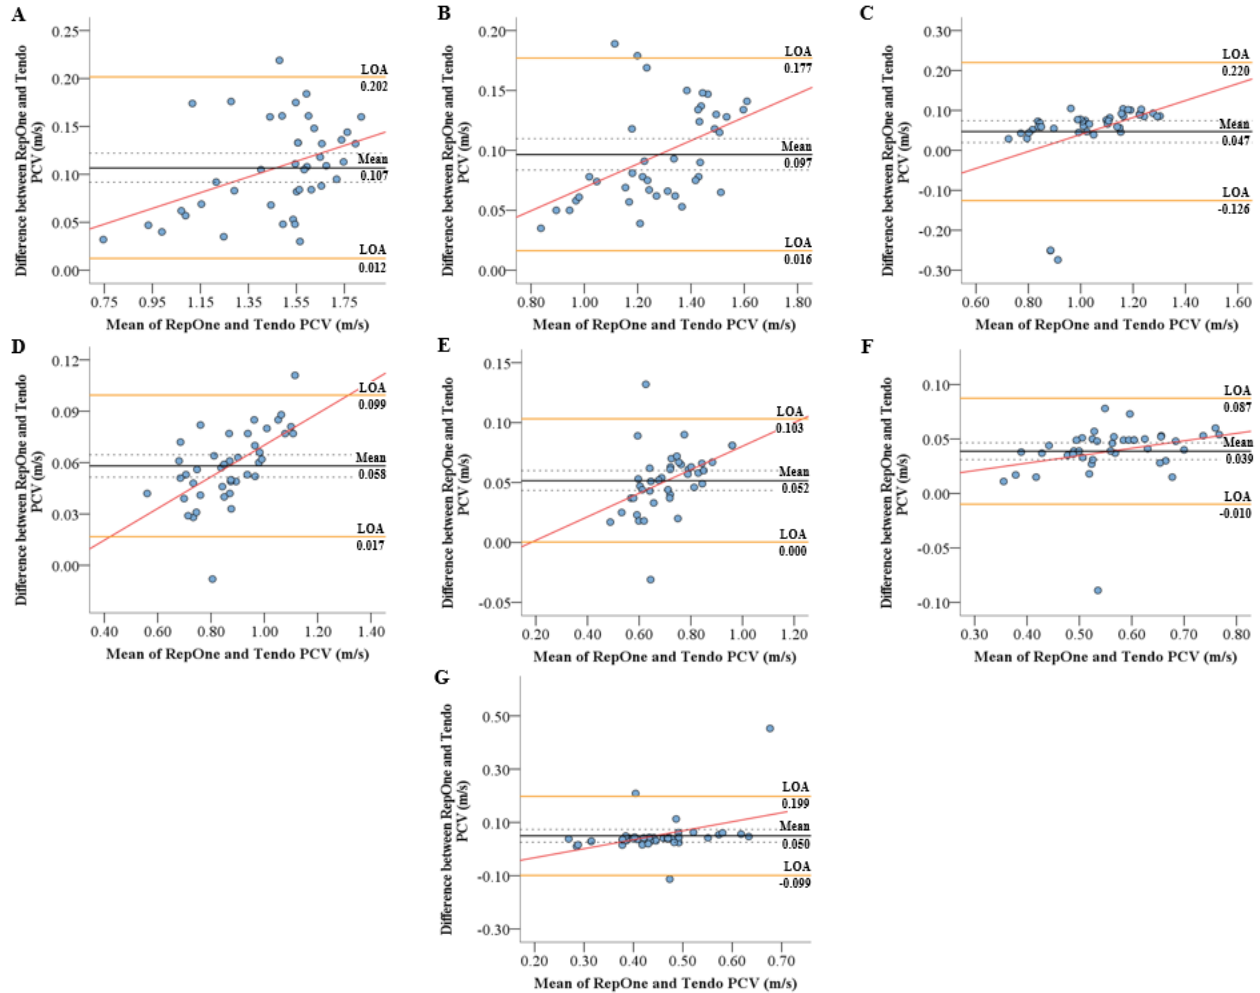 A
Difference between RepOne and Tendo
PCV (m/s)
0.25
0.20
0.15
0.10
0.05
0.00
LOA
0.202
Mean
0.107
LOA
0.012
0.75 0.95 1.15 1.35 1.55 1.75
Mean of RepOne and Tendo PCV (m/s)
B
Difference between RepOne and Tendo
PCV (m/s)
0.20
0.15
0.10
0.05
0.00
LOA
0.177
Mean
0.097
LOA
0.016
0.80 1.00 1.20 1.40 1.60 1.80
Mean of RepOne and Tendo PCV (m/s)
C
Difference between RepOne and Tendo
PCV (m/s)
0.30
0.20
0.10
0.00
-0.10
-0.20
-0.30
LOA
0.220
Mean
0.047
LOA
-0.126
0.60 0.80 1.00 1.20 1.40 1.60
Mean of RepOne and Tendo PCV (m/s)
D
Difference between RepOne and Tendo
PCV (m/s)
0.12
0.09
0.06
0.03
0.00
LOA
0.099
Mean
0.058
LOA
0.017
0.40 0.60 0.80 1.00 1.20 1.40
Mean of RepOne and Tendo PCV (m/s)
E
Difference between RepOne and Tendo
PCV (m/s)
0.15
0.10
0.05
0.00
-0.05
LOA
0.103
Mean
0.052
LOA
0.000
0.20 0.40 0.60 0.80 1.00 1.20
Mean of RepOne and Tendo PCV (m/s)
F
Difference between RepOne and Tendo
PCV (m/s)
0.10
0.05
0.00
-0.05
-0.10
LOA
0.087
Mean
0.039
LOA
-0.010
0.30 0.40 0.50 0.60 0.70 0.80
Mean of RepOne and Tendo PCV (m/s)
G
Difference between RepOne and Tendo
PCV (m/s)
0.50
0.30
0.10
-0.10
-0.30
LOA
0.199
Mean
0.050
LOA
-0.099
0.20 0.30 0.40 0.50 0.60 0.70
Mean of RepOne and Tendo PCV (m/s)